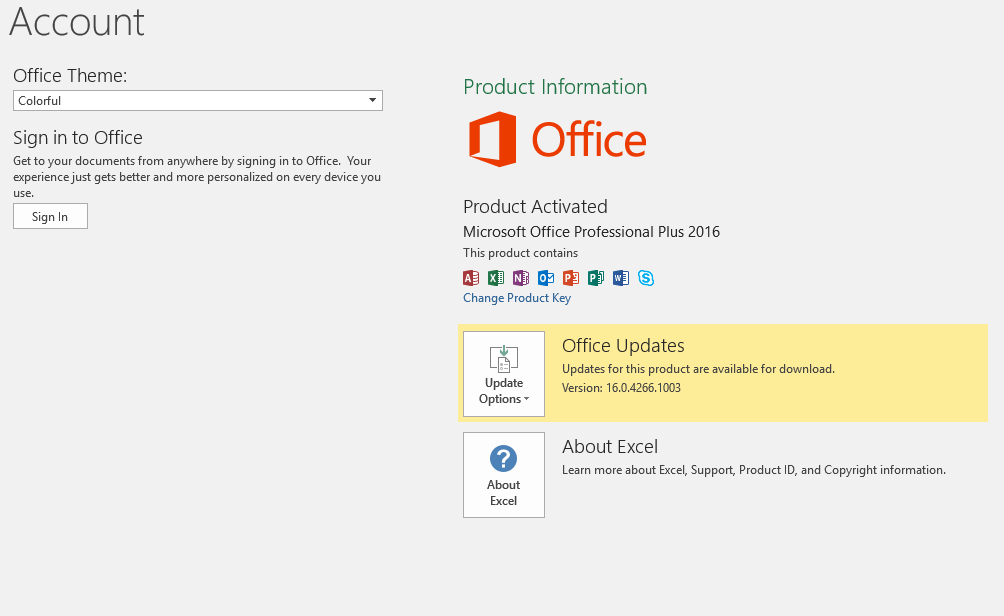 Account
Office Theme:
Colorful
Sign in to Office
Get to your documents from anywhere by signing in to Office. Your
experience just gets better and more personalized on every device you
use.
Sign In
Product Information
Office
Product Activated
Microsoft Office Professional Plus 2016
This product contains
A X N O P P W S
Change Product Key
Update
Options
Office Updates
Updates for this product are available for download.
Version: 16.0.4266.1003
?
About
Excel
About Excel
Learn more about Excel, Support, Product ID, and Copyright information.